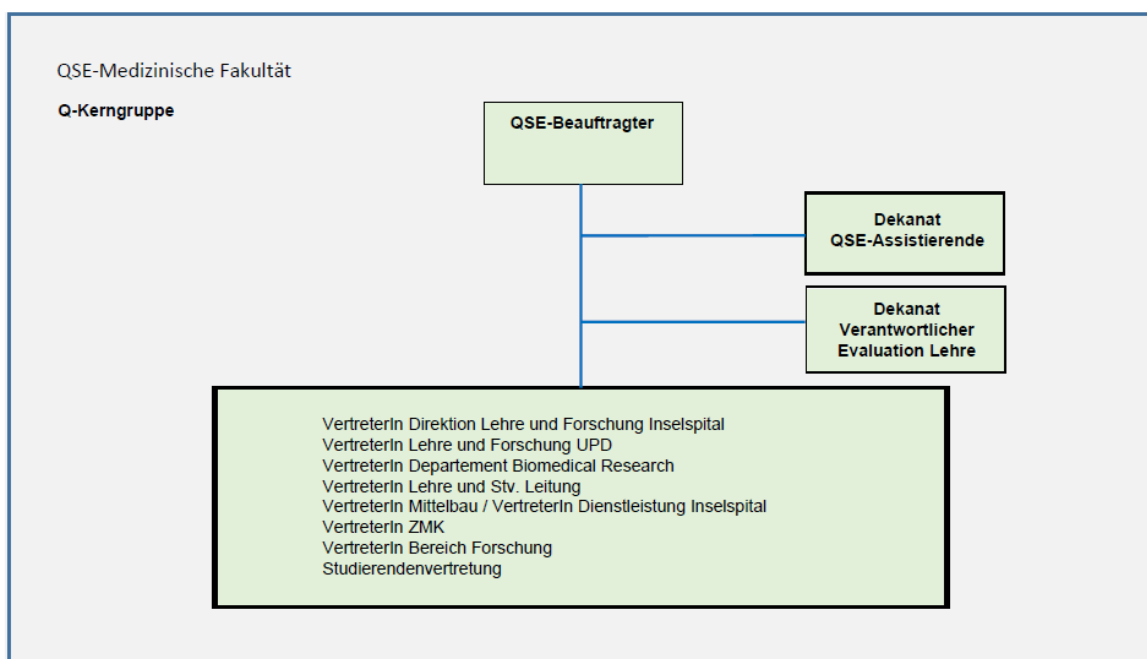 QSE-Medizinische Fakultät
Q-Kerngruppe
QSE-Beauftragter
Dekanat
QSE-Assistierende
Dekanat
Verantwortlicher
Evaluation Lehre
VertreterIn Direktion Lehre und Forschung Inselspital
VertreterIn Lehre und Forschung UPD
VertreterIn Departement Biomedical Research
VertreterIn Lehre und Stv. Leitung
VertreterIn Mittelbau / VertreterIn Dienstleistung Inselspital
VertreterIn ZMK
VertreterIn Bereich Forschung
Studierendenvertretung